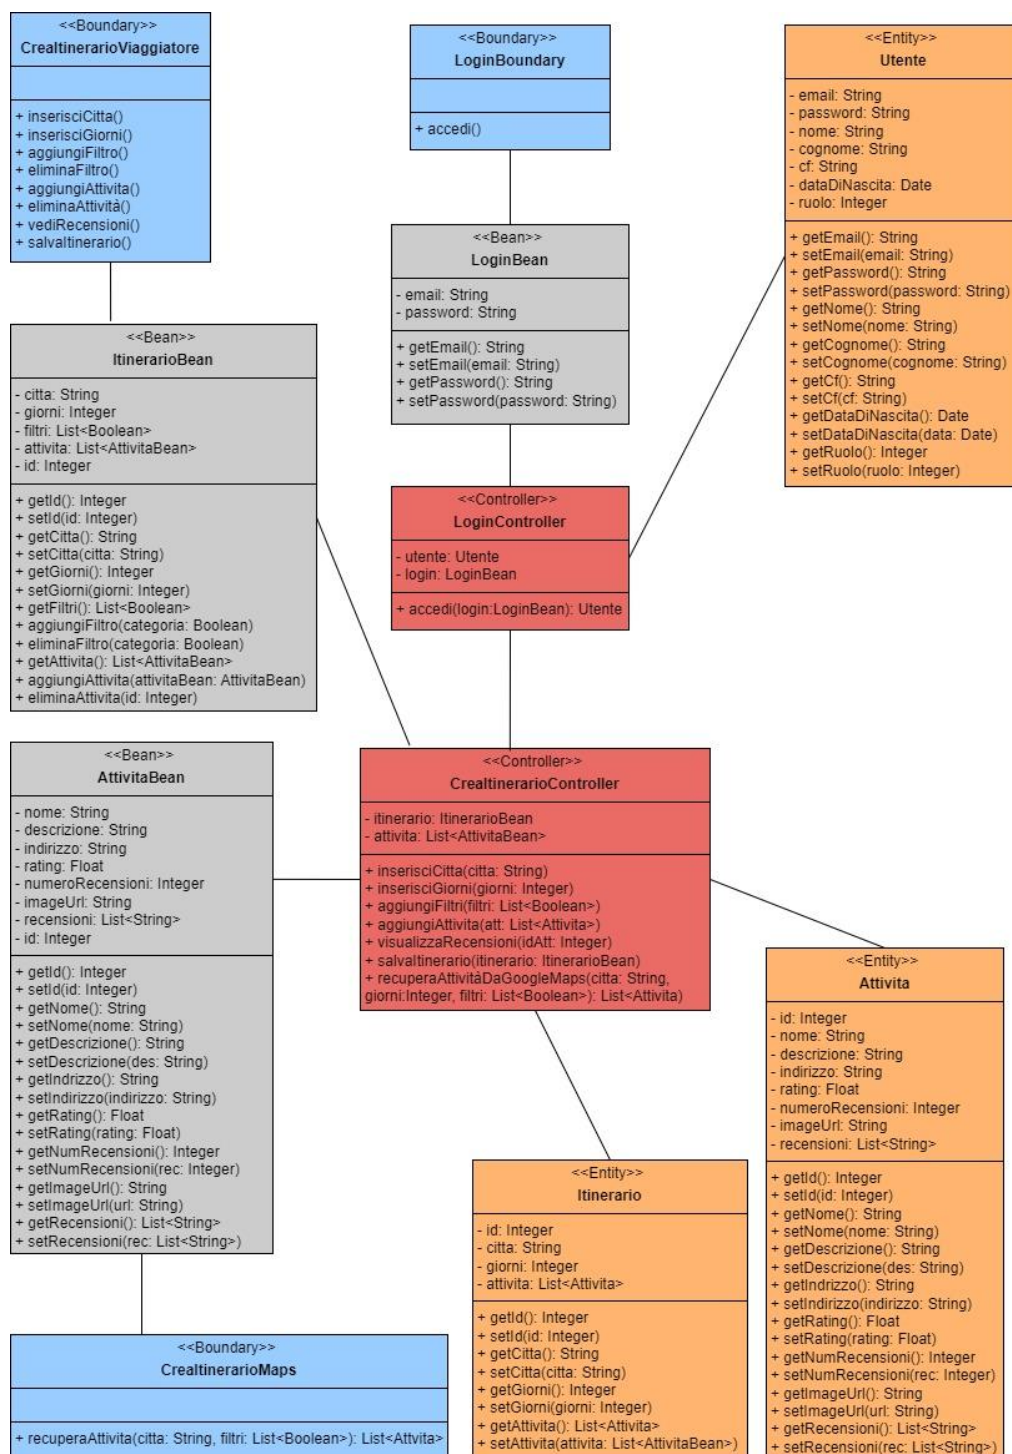 <<Boundary>>
CreaItinerarioViaggiatore
+ inserisciCitta()
+ inserisciGiorni()
+ aggiungiFiltro()
+ eliminaFiltro()
+ aggiungiAttivita()
+ eliminaAttività()
+ vediRecensioni()
+ salvaItinerario()
<<Boundary>>
LoginBoundary
+ accedi()
<<Entity>>
Utente
- email: String
- password: String
- nome: String
- cognome: String
- cf: String
- dataDiNascita: Date
- ruolo: Integer
+ getEmail(): String
+ setEmail(email: String)
+ getPassword(): String
+ setPassword(password: String)
+ getNome(): String
+ setNome(nome: String)
+ getCognome(): String
+ setCognome(cognome: String)
+ getCf(): String
+ setCf(cf: String)
+ getDataDiNascita(): Date
+ setDataDiNascita(data: Date)
+ getRuolo(): Integer
+ setRuolo(ruolo: Integer)
<<Bean>>
LoginBean
- email: String
- password: String
+ getEmail(): String
+ setEmail(email: String)
+ getPassword(): String
+ setPassword(password: String)
<<Bean>>
ItinerarioBean
- citta: String
- giorni: Integer
- filtri: List<Boolean>
- attivita: List<AttivitaBean>
- id: Integer
+ getId(): Integer
+ setId(id: Integer)
+ getCitta(): String
+ setCitta(citta: String)
+ getGiorni(): Integer
+ setGiorni(giorni: Integer)
+ getFiltri(): List<Boolean>
+ aggiungiFiltro(categoria: Boolean)
+ eliminaFiltro(categoria: Boolean)
+ getAttivita(): List<AttivitaBean>
+ aggiungiAttivita(attivitaBean: AttivitaBean)
+ eliminaAttivita(id: Integer)
<<Controller>>
LoginController
- utente: Utente
- login: LoginBean
+ accedi(login:LoginBean): Utente
<<Bean>>
AttivitaBean
- nome: String
- descrizione: String
- indirizzo: String
- rating: Float
- numeroRecensioni: Integer
- imageUrl: String
- recensioni: List<String>
- id: Integer
+ getId(): Integer
+ setId(id: Integer)
+ getNome(): String
+ setNome(nome: String)
+ getDescrizione(): String
+ setDescrizione(des: String)
+ getIndrizzo(): String
+ setIndirizzo(indirizzo: String)
+ getRating(): Float
+ setRating(rating: Float)
+ getNumRecensioni(): Integer
+ setNumRecensioni(rec: Integer)
+ getImageUrl(): String
+ setImageUrl(url: String)
+ getRecensioni(): List<String>
+ setRecensioni(rec: List<String>)
<<Controller>>
CreaItinerarioController
- itinerario: ItinerarioBean
- attivita: List<AttivitaBean>
+ inserisciCitta(citta: String)
+ inserisciGiorni(giorni: Integer)
+ aggiungiFiltri(filtri: List<Boolean>)
+ aggiungiAttivita(att: List<Attivita>)
+ visualizzaRecensioni(idAtt: Integer)
+ salvaItinerario(itinerario: ItinerarioBean)
+ recuperaAttivitàDaGoogleMaps(citta: String,
giorni:Integer, filtri: List<Boolean>): List<Attivita)
<<Entity>>
Attivita
- id: Integer
- nome: String
- descrizione: String
- indirizzo: String
- rating: Float
- numeroRecensioni: Integer
- imageUrl: String
- recensioni: List<String>
+ getId(): Integer
+ setId(id: Integer)
+ getNome(): String
+ setNome(nome: String)
+ getDescrizione(): String
+ setDescrizione(des: String)
+ getIndrizzo(): String
+ setIndirizzo(indirizzo: String)
+ getRating(): Float
+ setRating(rating: Float)
+ getNumRecensioni(): Integer
+ setNumRecensioni(rec: Integer)
+ getImageUrl(): String
+ setImageUrl(url: String)
+ getRecensioni(): List<String>
+ setRecensioni(rec: List<String>)
<<Entity>>
Itinerario
- id: Integer
- citta: String
- giorni: Integer
- attivita: List<Attivita>
+ getId(): Integer
+ setId(id: Integer)
+ getCitta(): String
+ setCitta(citta: String)
+ getGiorni(): Integer
+ setGiorni(giorni: Integer)
+ getAttivita(): List<Attivita>
+ setAttivita(attivita: List<AttivitaBean>)
<<Boundary>>
CreaItinerarioMaps
+ recuperaAttivita(citta: String, filtri: List<Boolean>): List<Attvita>